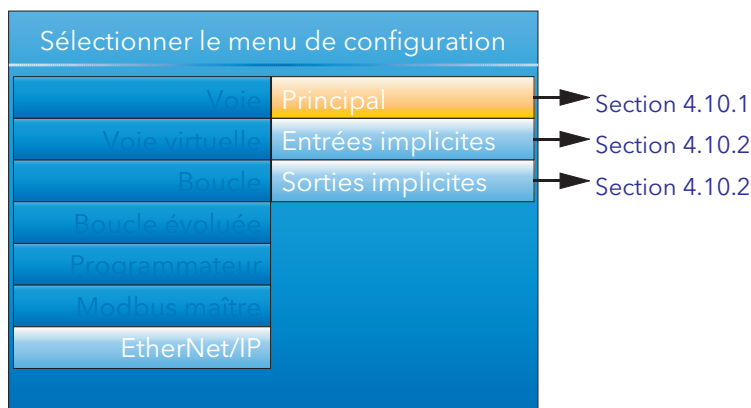 Sélectionner le menu de configuration
Voie Principal Section 4.10.1
Voie virtuelle Entrées implicites Section 4.10.2
Boucle Sorties implicites Section 4.10.2
Boucle évoluée
Programmateur
Modbus maître
EtherNet/IP